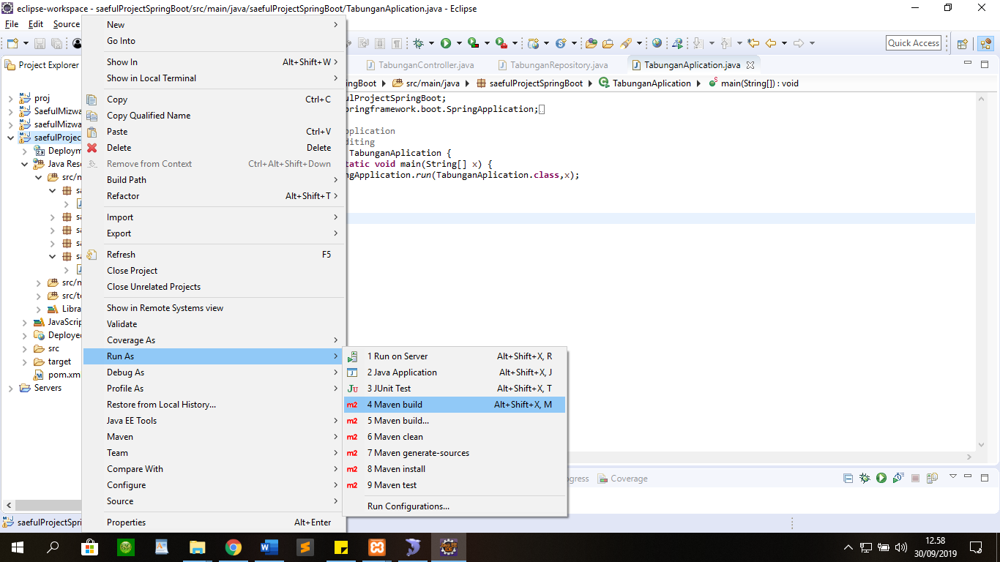 eclipse-workspace - saefulProjectSpringBoot/src/main/java/saefulProjectSpringBoot/TabunganAplication.java - Eclipse
File Edit Source
Quick Access
Project Explorer
TabunganController.java TabunganRepository.java TabunganAplication.java
src/main/java saefulProjectSpringBoot TabunganAplication main(String[]) : void
proj
SaefulMizwa
saefulMizwa
saefulProjec
Deploym
Java Reso
src/m
src/m
src/te
Libra
JavaScrip
Deployed
src
target
pom.xm
Servers
New
Go Into
Show In Alt+Shift+W
Show in Local Terminal
Copy Ctrl+C
Copy Qualified Name
Paste Ctrl+V
Delete Delete
Remove from Context Ctrl+Alt+Shift+Down
Build Path
Refactor Alt+Shift+T
Import
Export
Refresh F5
Close Project
Close Unrelated Projects
Show in Remote Systems view
Validate
Coverage As
Run As
Debug As
Profile As
Restore from Local History...
Java EE Tools
Maven
Team
Compare With
Configure
Source
Properties Alt+Enter
1 Run on Server Alt+Shift+X, R
2 Java Application Alt+Shift+X, J
3 JUnit Test Alt+Shift+X, T
4 Maven build Alt+Shift+X, M
5 Maven build...
6 Maven clean
7 Maven generate-sources
8 Maven install
9 Maven test
Run Configurations...
ulProjectSpringBoot;
ringframework.boot.SpringApplication;
pplication
diting
TabunganAplication {
tatic void main(String[] x) {
ngApplication.run(TabunganAplication.class,x);
ogress Coverage
saefulProjectSpri
12.58
30/09/2019